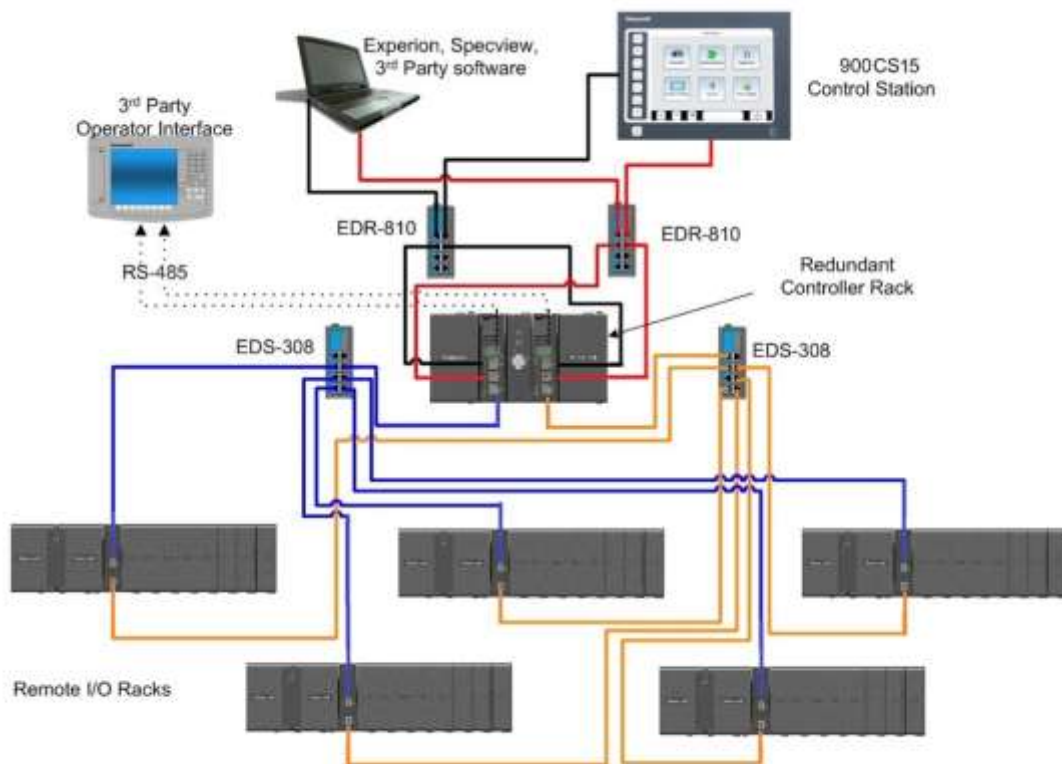 Experion, Specview,
3rd Party software
900CS15
Control Station
3rd Party
Operator Interface
EDR-810
EDR-810
RS-485
Redundant
Controller Rack
EDS-308
EDS-308
Remote I/O Racks